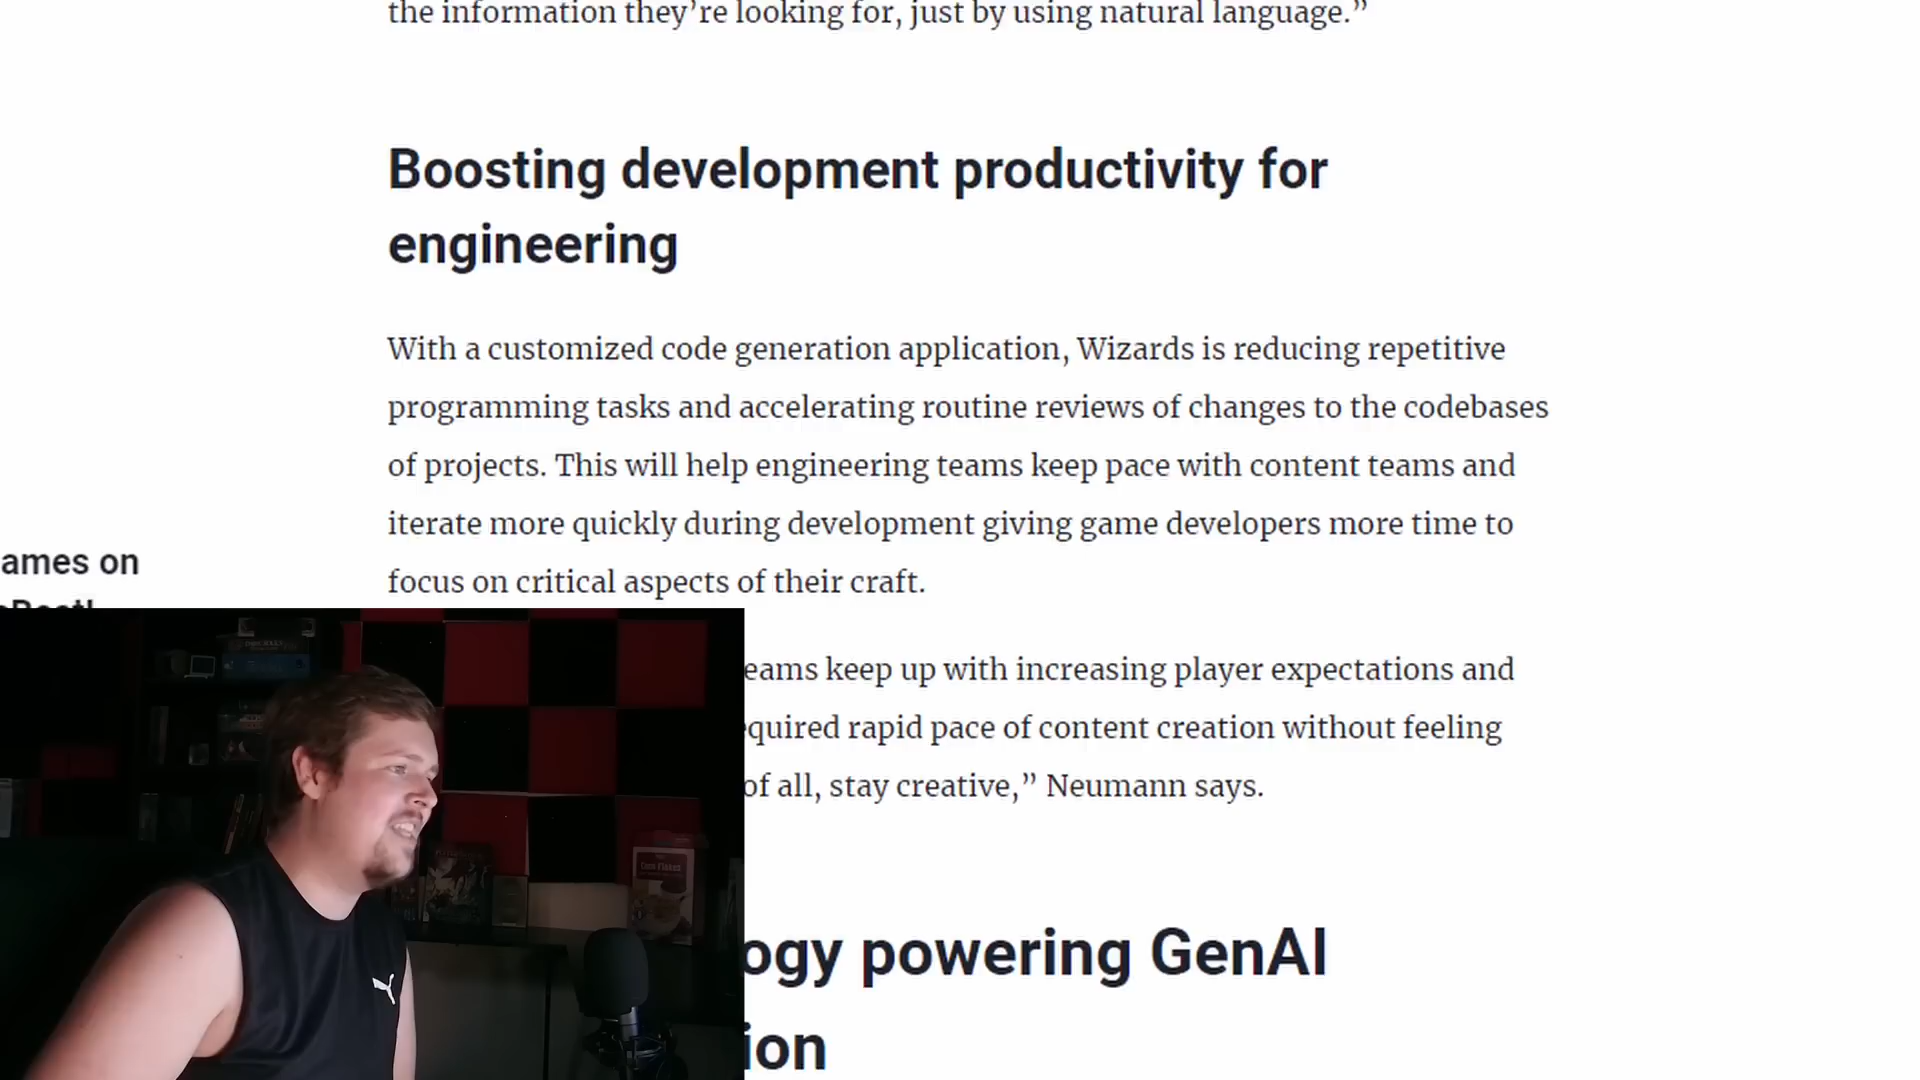 the information they’re looking for, just by using natural language.”
Boosting development productivity for
engineering
With a customized code generation application, Wizards is reducing repetitive
programming tasks and accelerating routine reviews of changes to the codebases
of projects. This will help engineering teams keep pace with content teams and
iterate more quickly during development giving game developers more time to
focus on critical aspects of their craft.
ames on
eams keep up with increasing player expectations and
equired rapid pace of content creation without feeling
of all, stay creative,” Neumann says.
ogy powering GenAI
ion